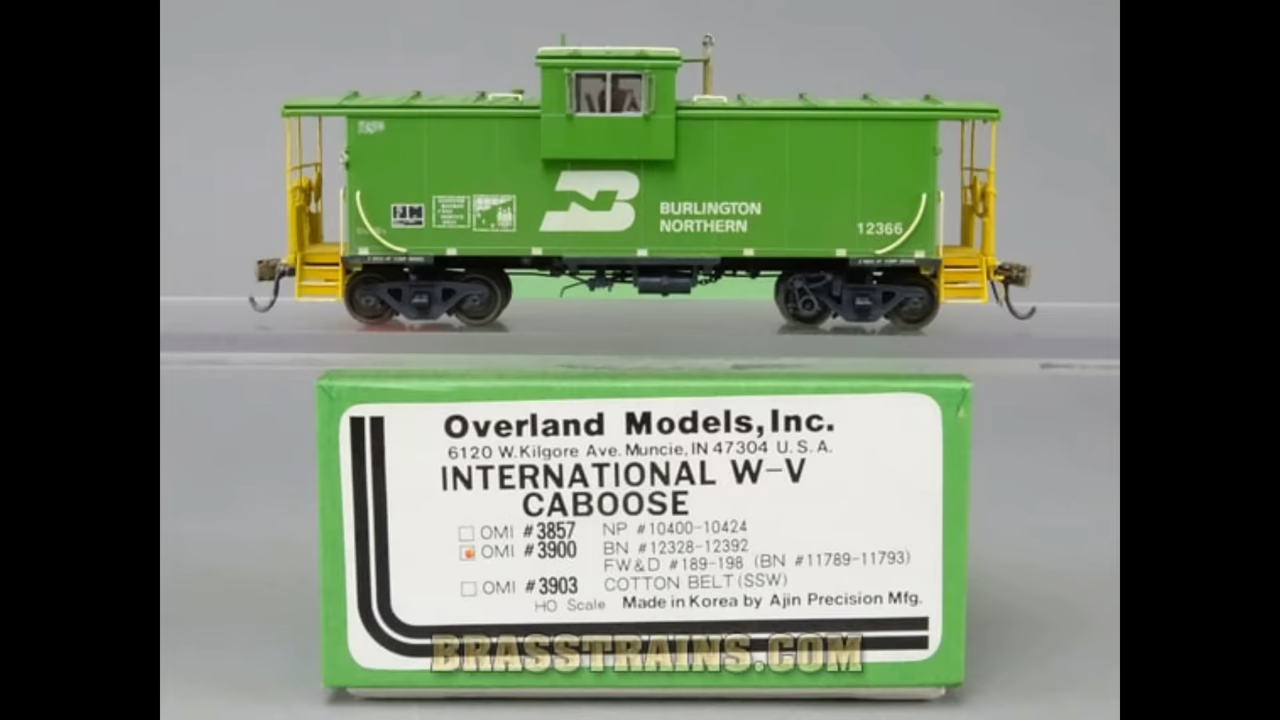 BURLINGTON
NORTHERN
12366
Overland Models, Inc.
6120 W. Kilgore Ave. Muncie, IN 47304 U. S. A.
INTERNATIONAL W-V
CABOOSE
OMI #3857 NP #10400-10424
OMI #3900 BN #12328-12392
FW&D #189-198 (BN #11789-11793)
OMI #3903 COTTON BELT (SSW)
HO Scale Made in Korea by Ajin Precision Mfg.
BRASSTRAINS.COM